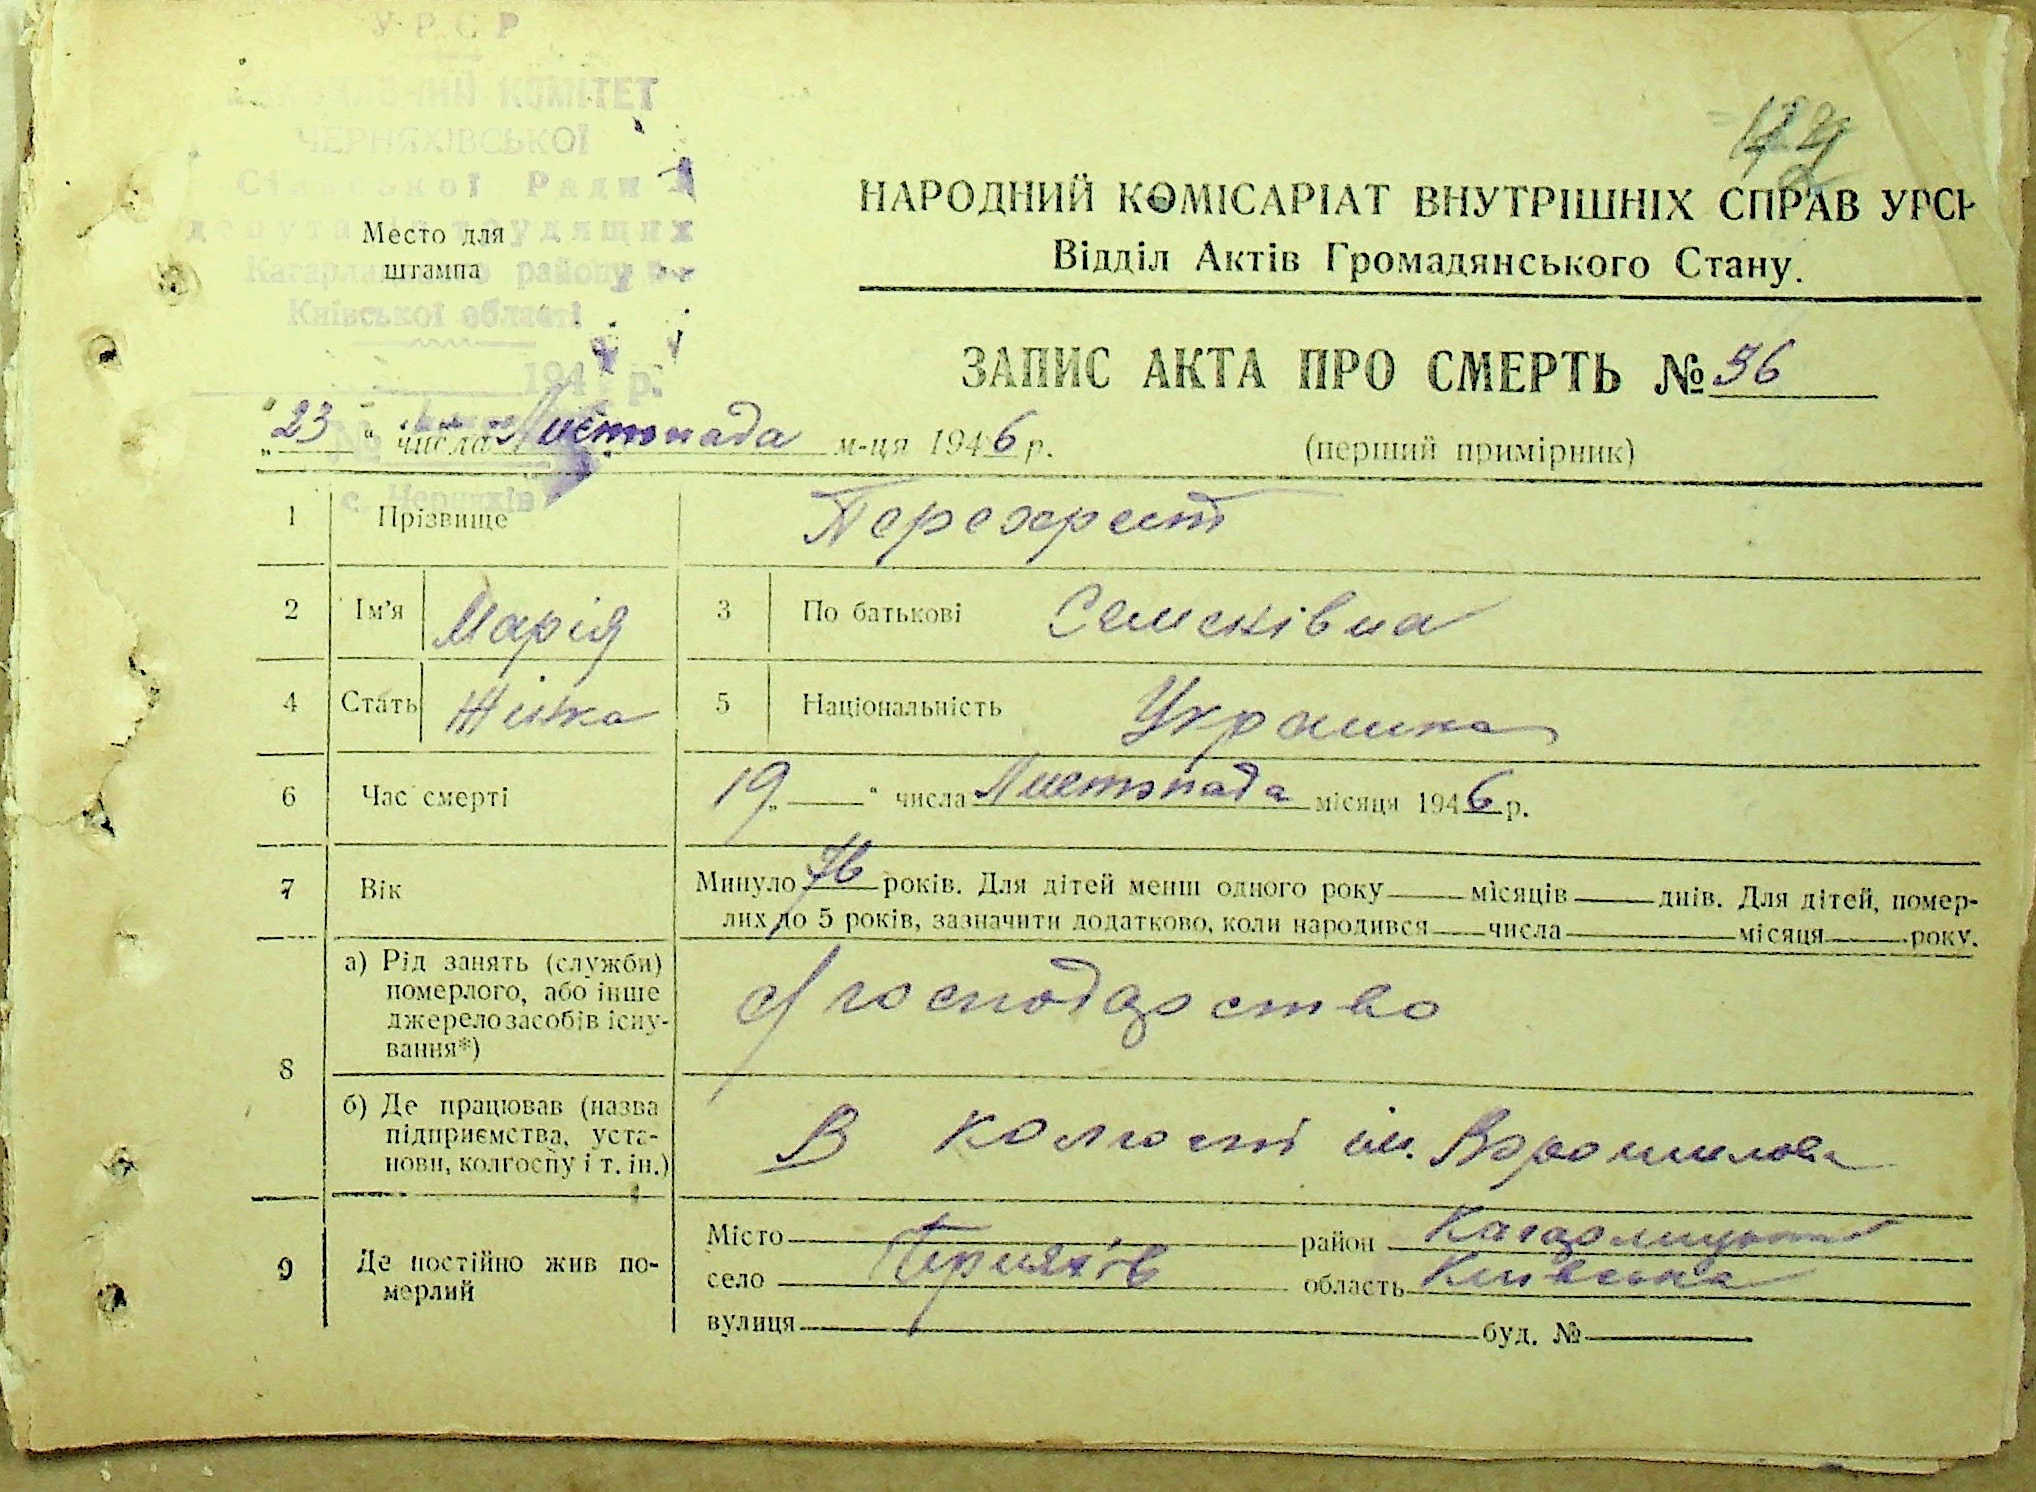 УРСР
КОМІТЕТ
ЧЕРНЯХІВСЬКОЇ
Сільської Ради
депутатів трудящих
Кагарлицького району
Київської області
194 р.
с. Черняхів
Место для
штампа
НАРОДНИЙ КОМІСАРІАТ ВНУТРІШНІХ СПРАВ УРСР
Відділ Актів Громадянського Стану.
ЗАПИС АКТА ПРО СМЕРТЬ № 56
"23" числа Листопада м-ця 1946 р. (перший примірник)
1 Прізвище Перехрест
2 Ім'я Марія 3 По батькові Семенівна
4 Стать Жінка 5 Національність Українка
6 Час смерті 19 " числа Листопада місяця 1946 р.
7 Вік Минуло 76 років. Для дітей менш одного року місяців днів. Для дітей, помер-
лих до 5 років, зазначити додатково, коли народився числа місяця року.
8 а) Рід занять (служби)
померлого, або інше
джерело засобів існу-
вання*)
с/господарство
б) Де працював (назва
підприємства, уста-
нови, колгоспу і т. ін.)
В колгоспі ім. Ворошилова
9 Де постійно жив по-
мерлий
Місто район Кагарлицький
село Черняхів область Київська
вулиця буд. №